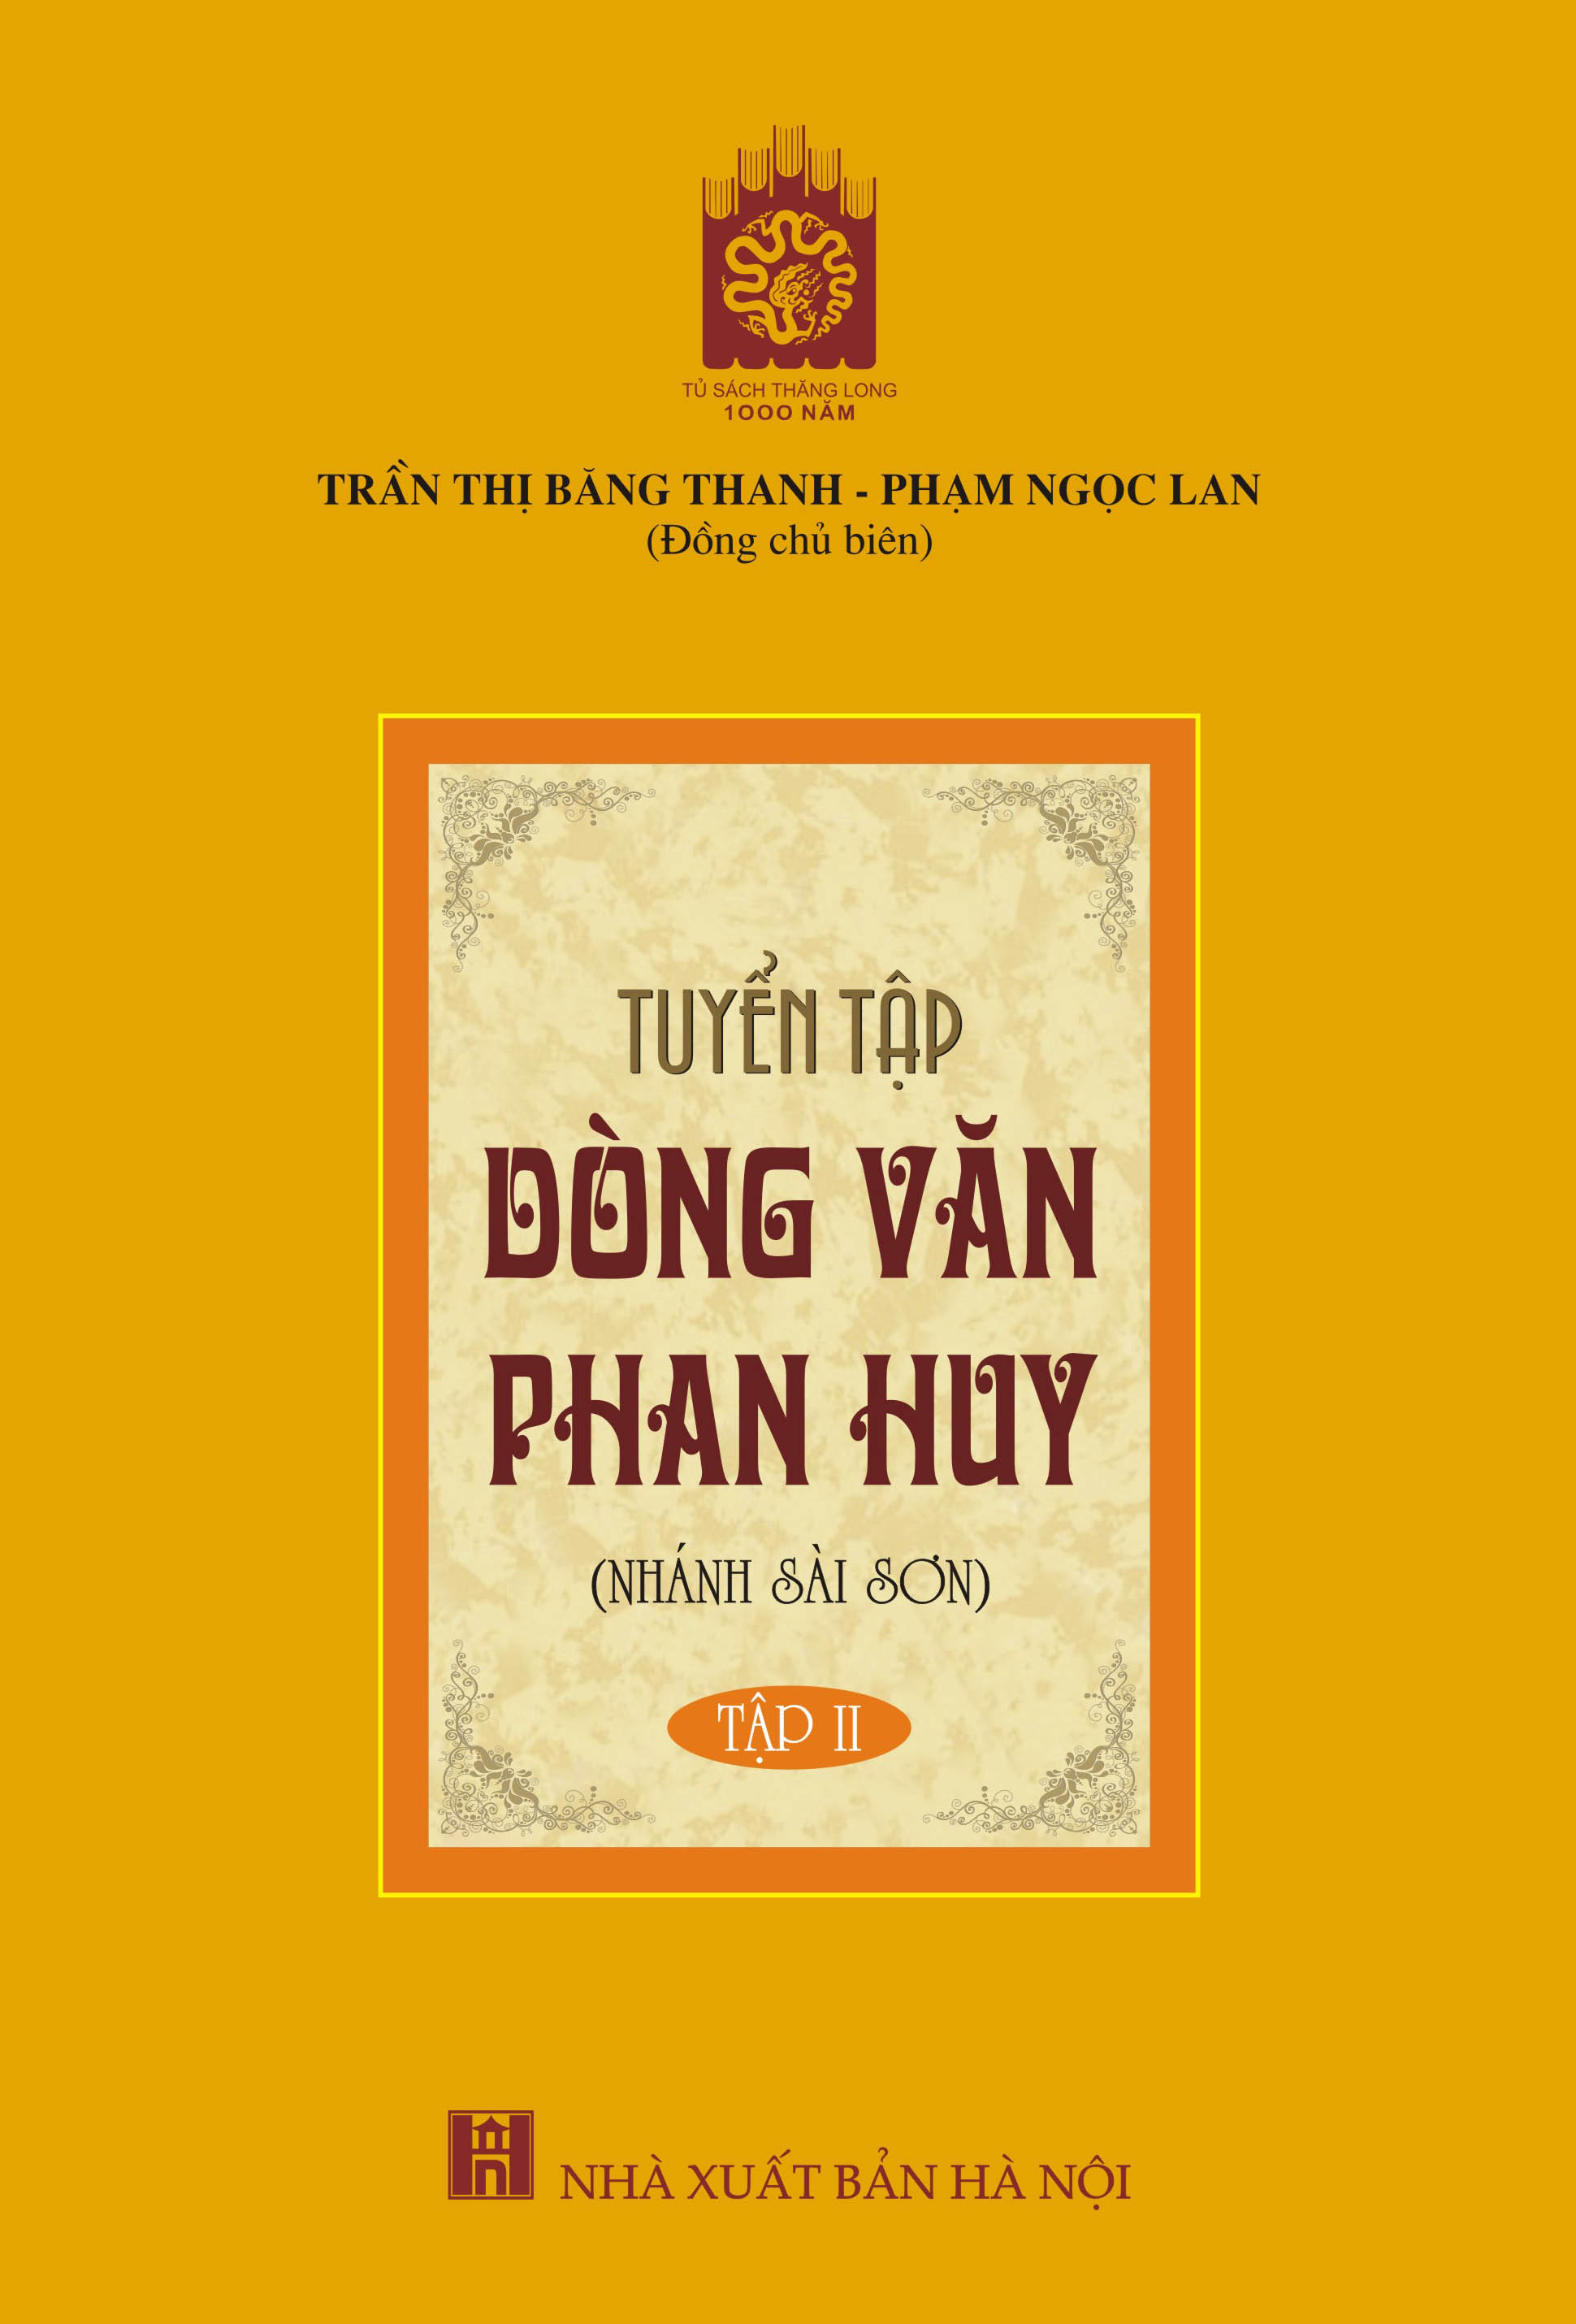 TỦ SÁCH THĂNG LONG
1000 NĂM
TRẦN THỊ BĂNG THANH - PHẠM NGỌC LAN
(Đồng chủ biên)
TUYỂN TẬP
DÒNG VĂN
PHAN HUY
(NHÁNH SÀI SƠN)
TẬP II
NHÀ XUẤT BẢN HÀ NỘI